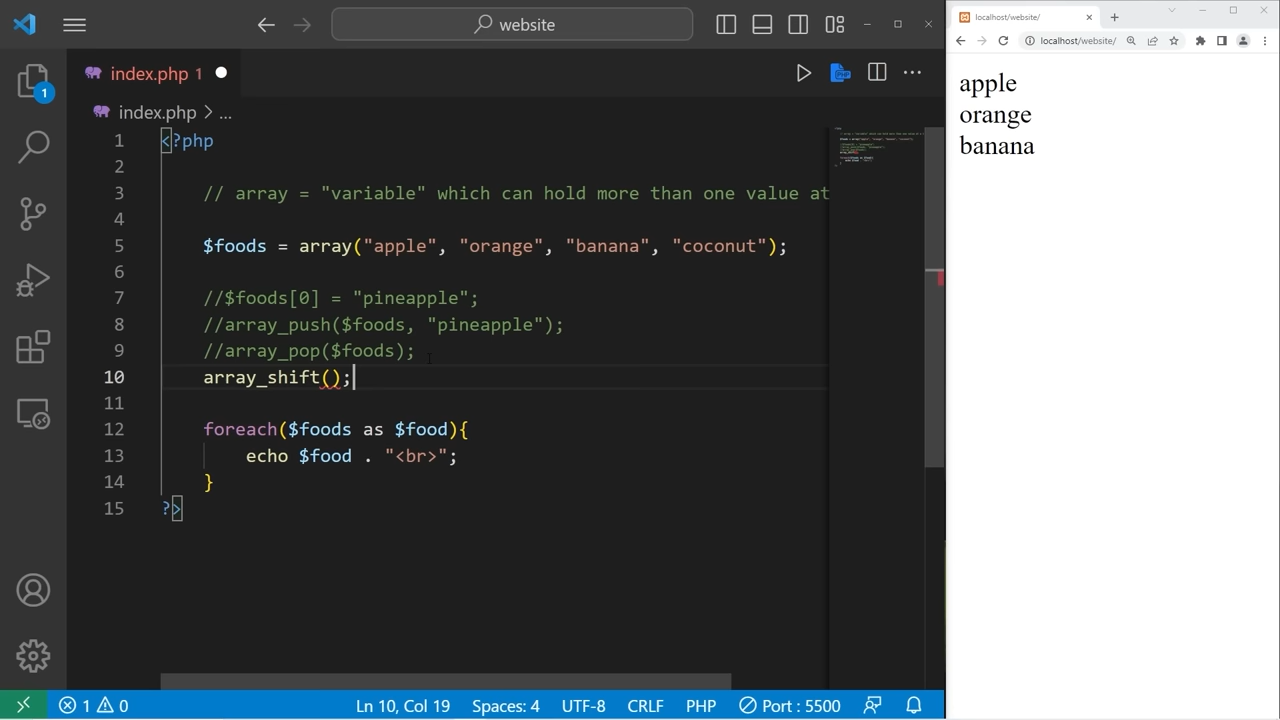 website
index.php 1
index.php > ...
1 <?php
2
3 // array = "variable" which can hold more than one value at
4
5 $foods = array("apple", "orange", "banana", "coconut");
6
7 //$foods[0] = "pineapple";
8 //array_push($foods, "pineapple");
9 //array_pop($foods);
10 array_shift();
11
12 foreach($foods as $food){
13 echo $food . "<br>";
14 }
15 ?>
1
1 0
Ln 10, Col 19
Spaces: 4
UTF-8
CRLF
PHP
Port : 5500
localhost/website/
localhost/website/
apple
orange
banana